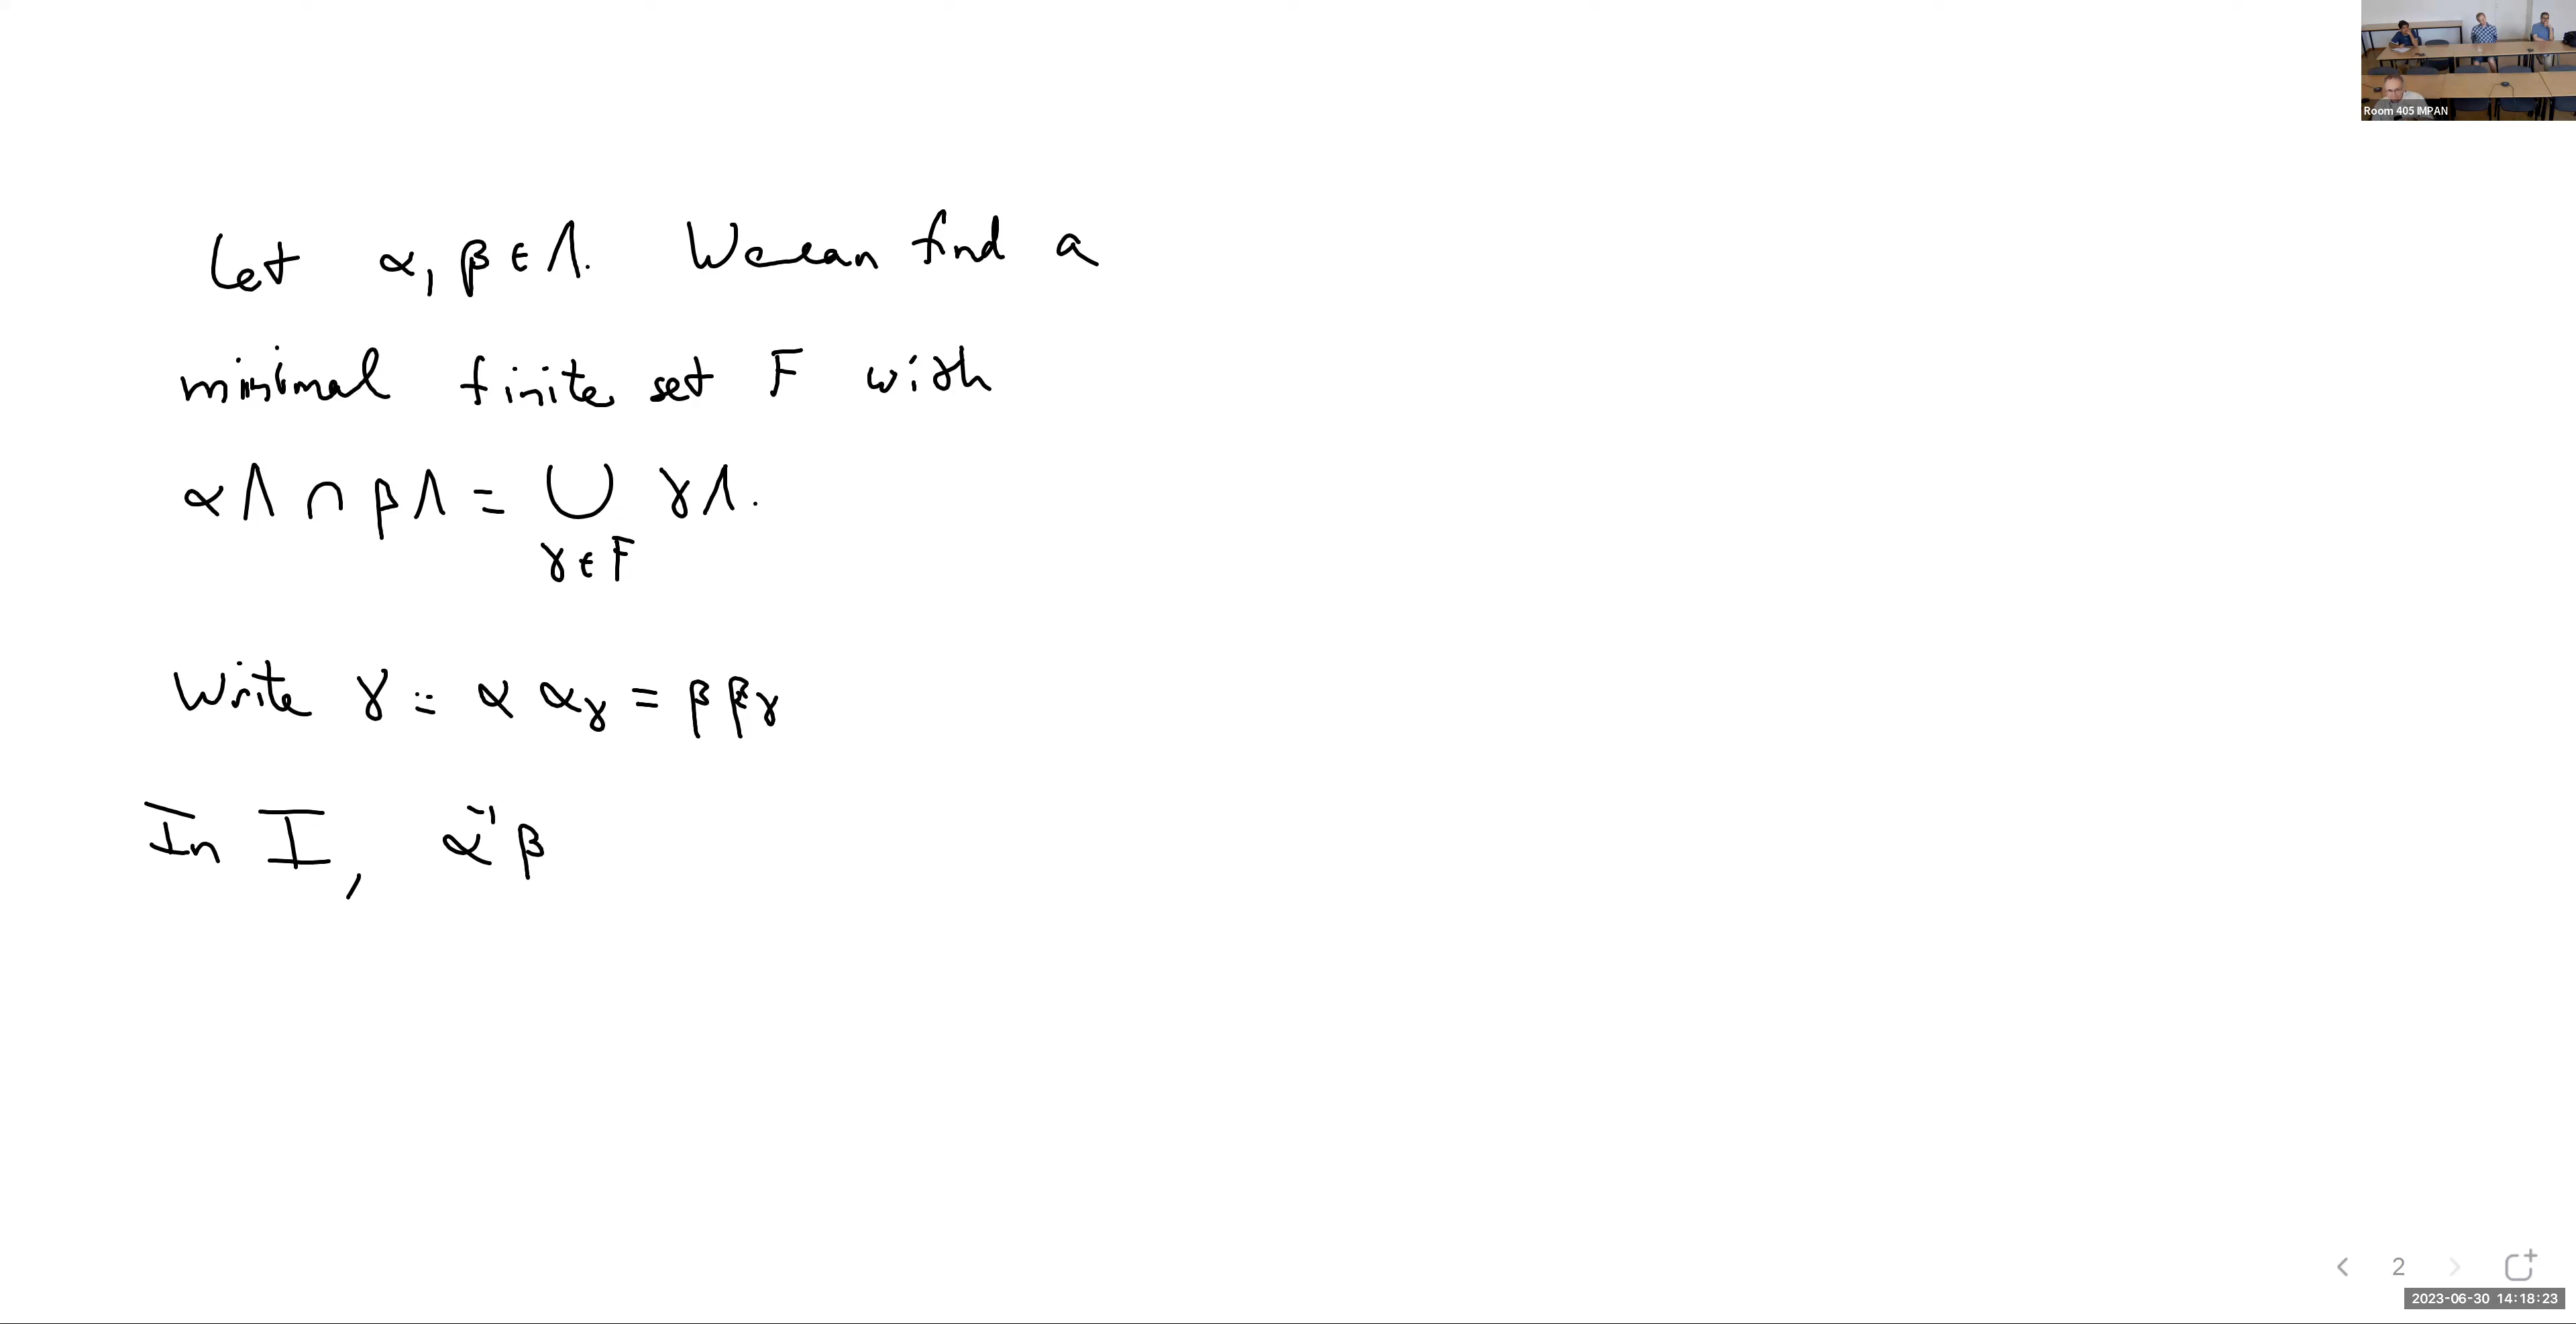 Room 405 IMPAN
Let α, β ∈ Λ. We can find a
minimal finite set F with
αΛ ∩ βΛ = ⋃ γΛ.
γ ∈ F
Write γ = α α_γ = β β_γ
In I, α⁻¹β
2
2023-06-30 14:18:23